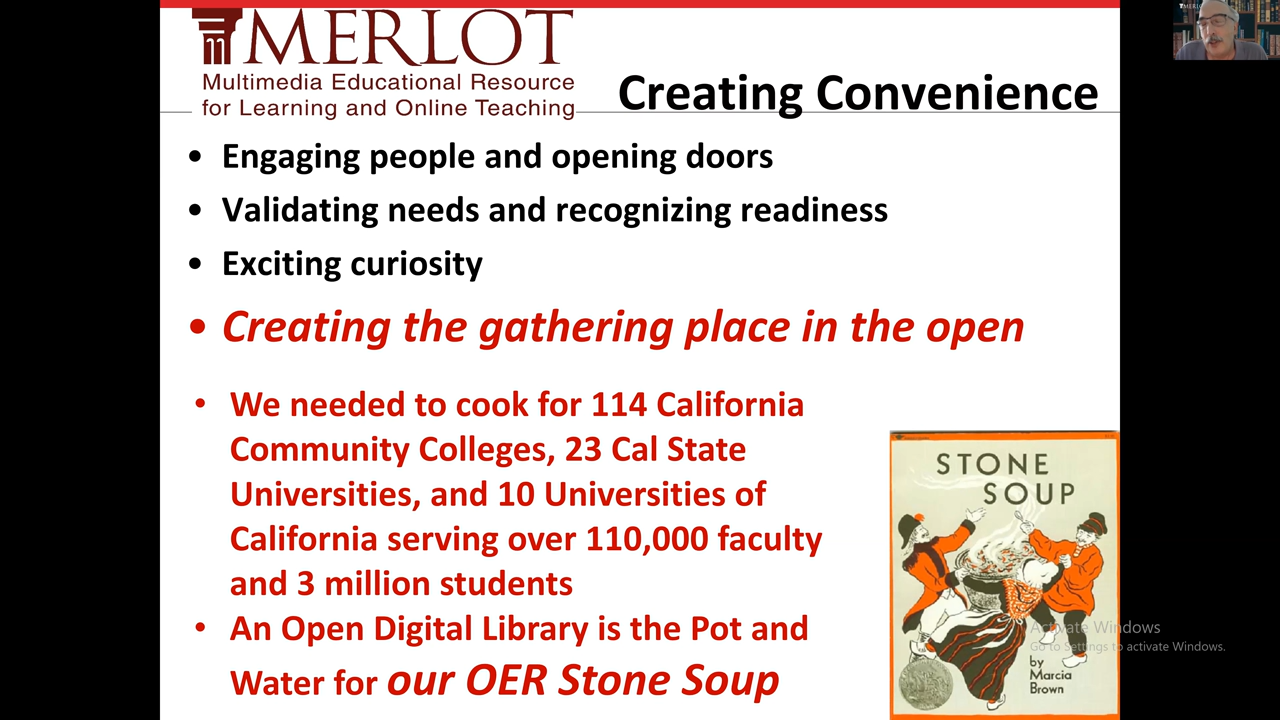 MERLOT
Multimedia Educational Resource
for Learning and Online Teaching
Creating Convenience
• Engaging people and opening doors
• Validating needs and recognizing readiness
• Exciting curiosity
• Creating the gathering place in the open
• We needed to cook for 114 California
Community Colleges, 23 Cal State
Universities, and 10 Universities of
California serving over 110,000 faculty
and 3 million students
• An Open Digital Library is the Pot and
Water for our OER Stone Soup
STONE
SOUP
by
Marcia
Brown
Activate Windows
Go to Settings to activate Windows.